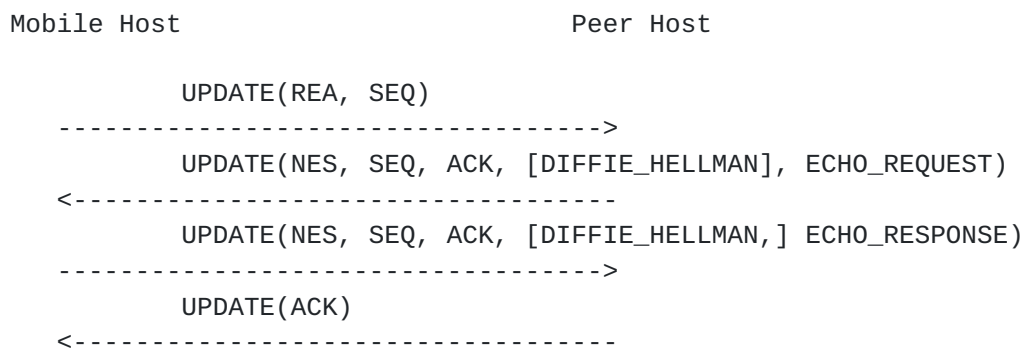 Mobile Host                         Peer Host
UPDATE(REA, SEQ)
----------------------------------->
UPDATE(NES, SEQ, ACK, [DIFFIE_HELLMAN], ECHO_REQUEST)
<-----------------------------------
UPDATE(NES, SEQ, ACK, [DIFFIE_HELLMAN,] ECHO_RESPONSE)
----------------------------------->
UPDATE(ACK)
<-----------------------------------